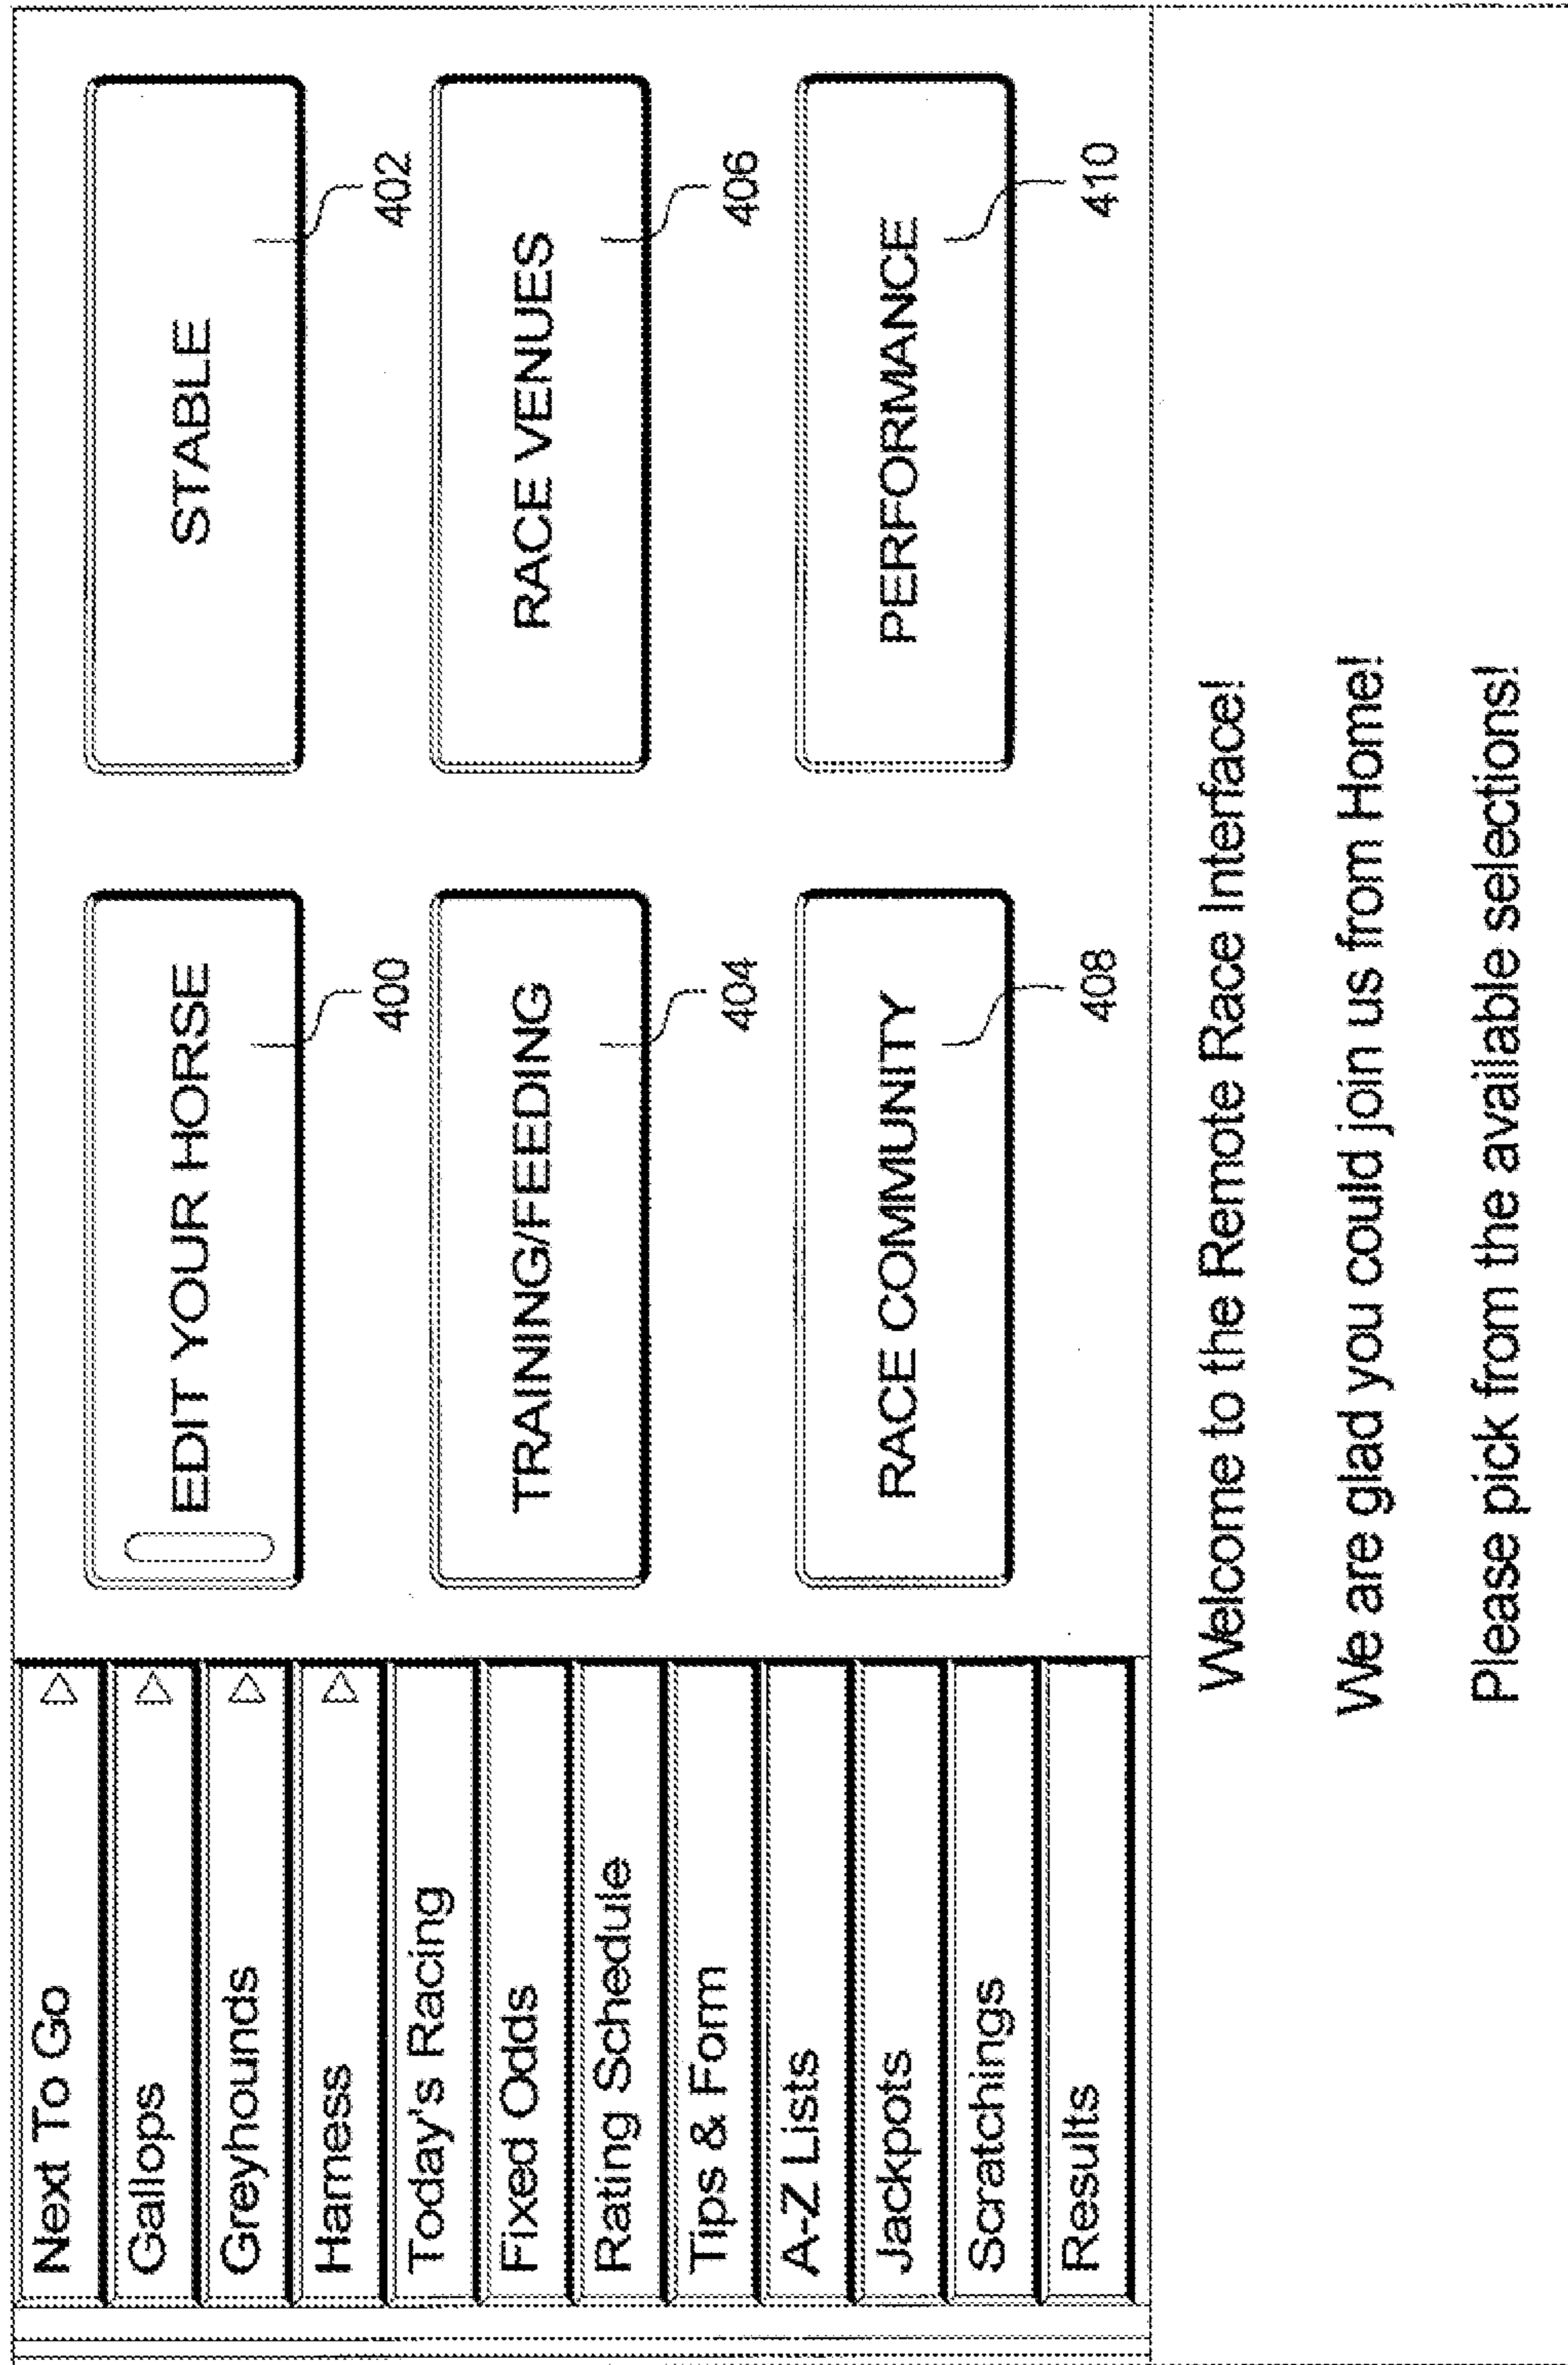 Next To Go
Gallops
Greyhounds
Harness
Today's Racing
Fixed Odds
Rating Schedule
Tips & Form
A-Z Lists
Jackpots
Scratchings
Results
EDIT YOUR HORSE
400
STABLE
402
TRAINING/FEEDING
404
RACE VENUES
406
RACE COMMUNITY
408
PERFORMANCE
410
Welcome to the Remote Race Interface!
We are glad you could join us from Home!
Please pick from the available selections!